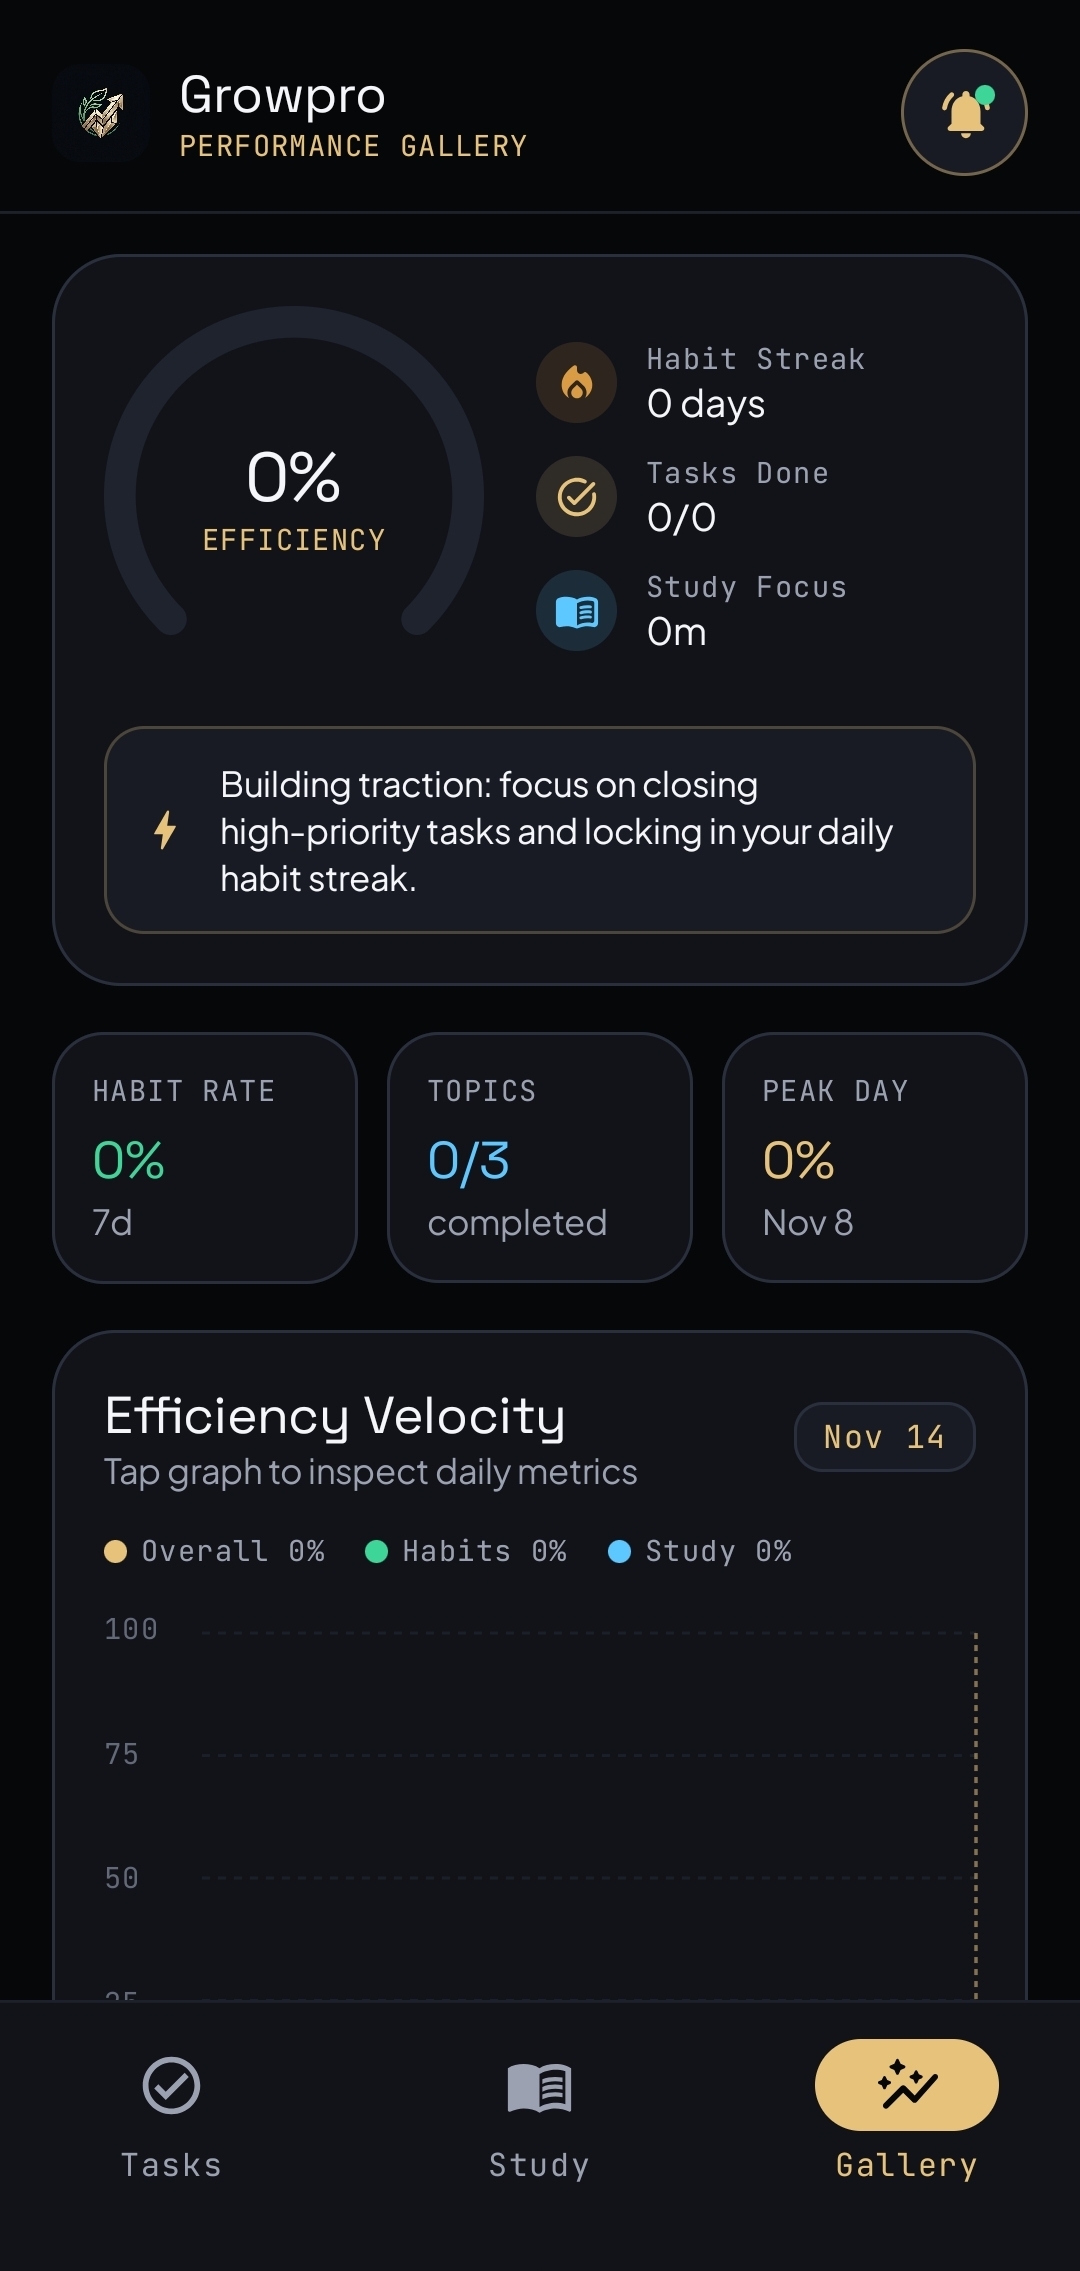 Growpro
PERFORMANCE GALLERY
0%
EFFICIENCY
Habit Streak
0 days
Tasks Done
0/0
Study Focus
0m
Building traction: focus on closing
high-priority tasks and locking in your daily
habit streak.
HABIT RATE
0%
7d
TOPICS
0/3
completed
PEAK DAY
0%
Nov 8
Efficiency Velocity
Nov 14
Tap graph to inspect daily metrics
Overall 0% Habits 0% Study 0%
100
75
50
25
Tasks
Study
Gallery